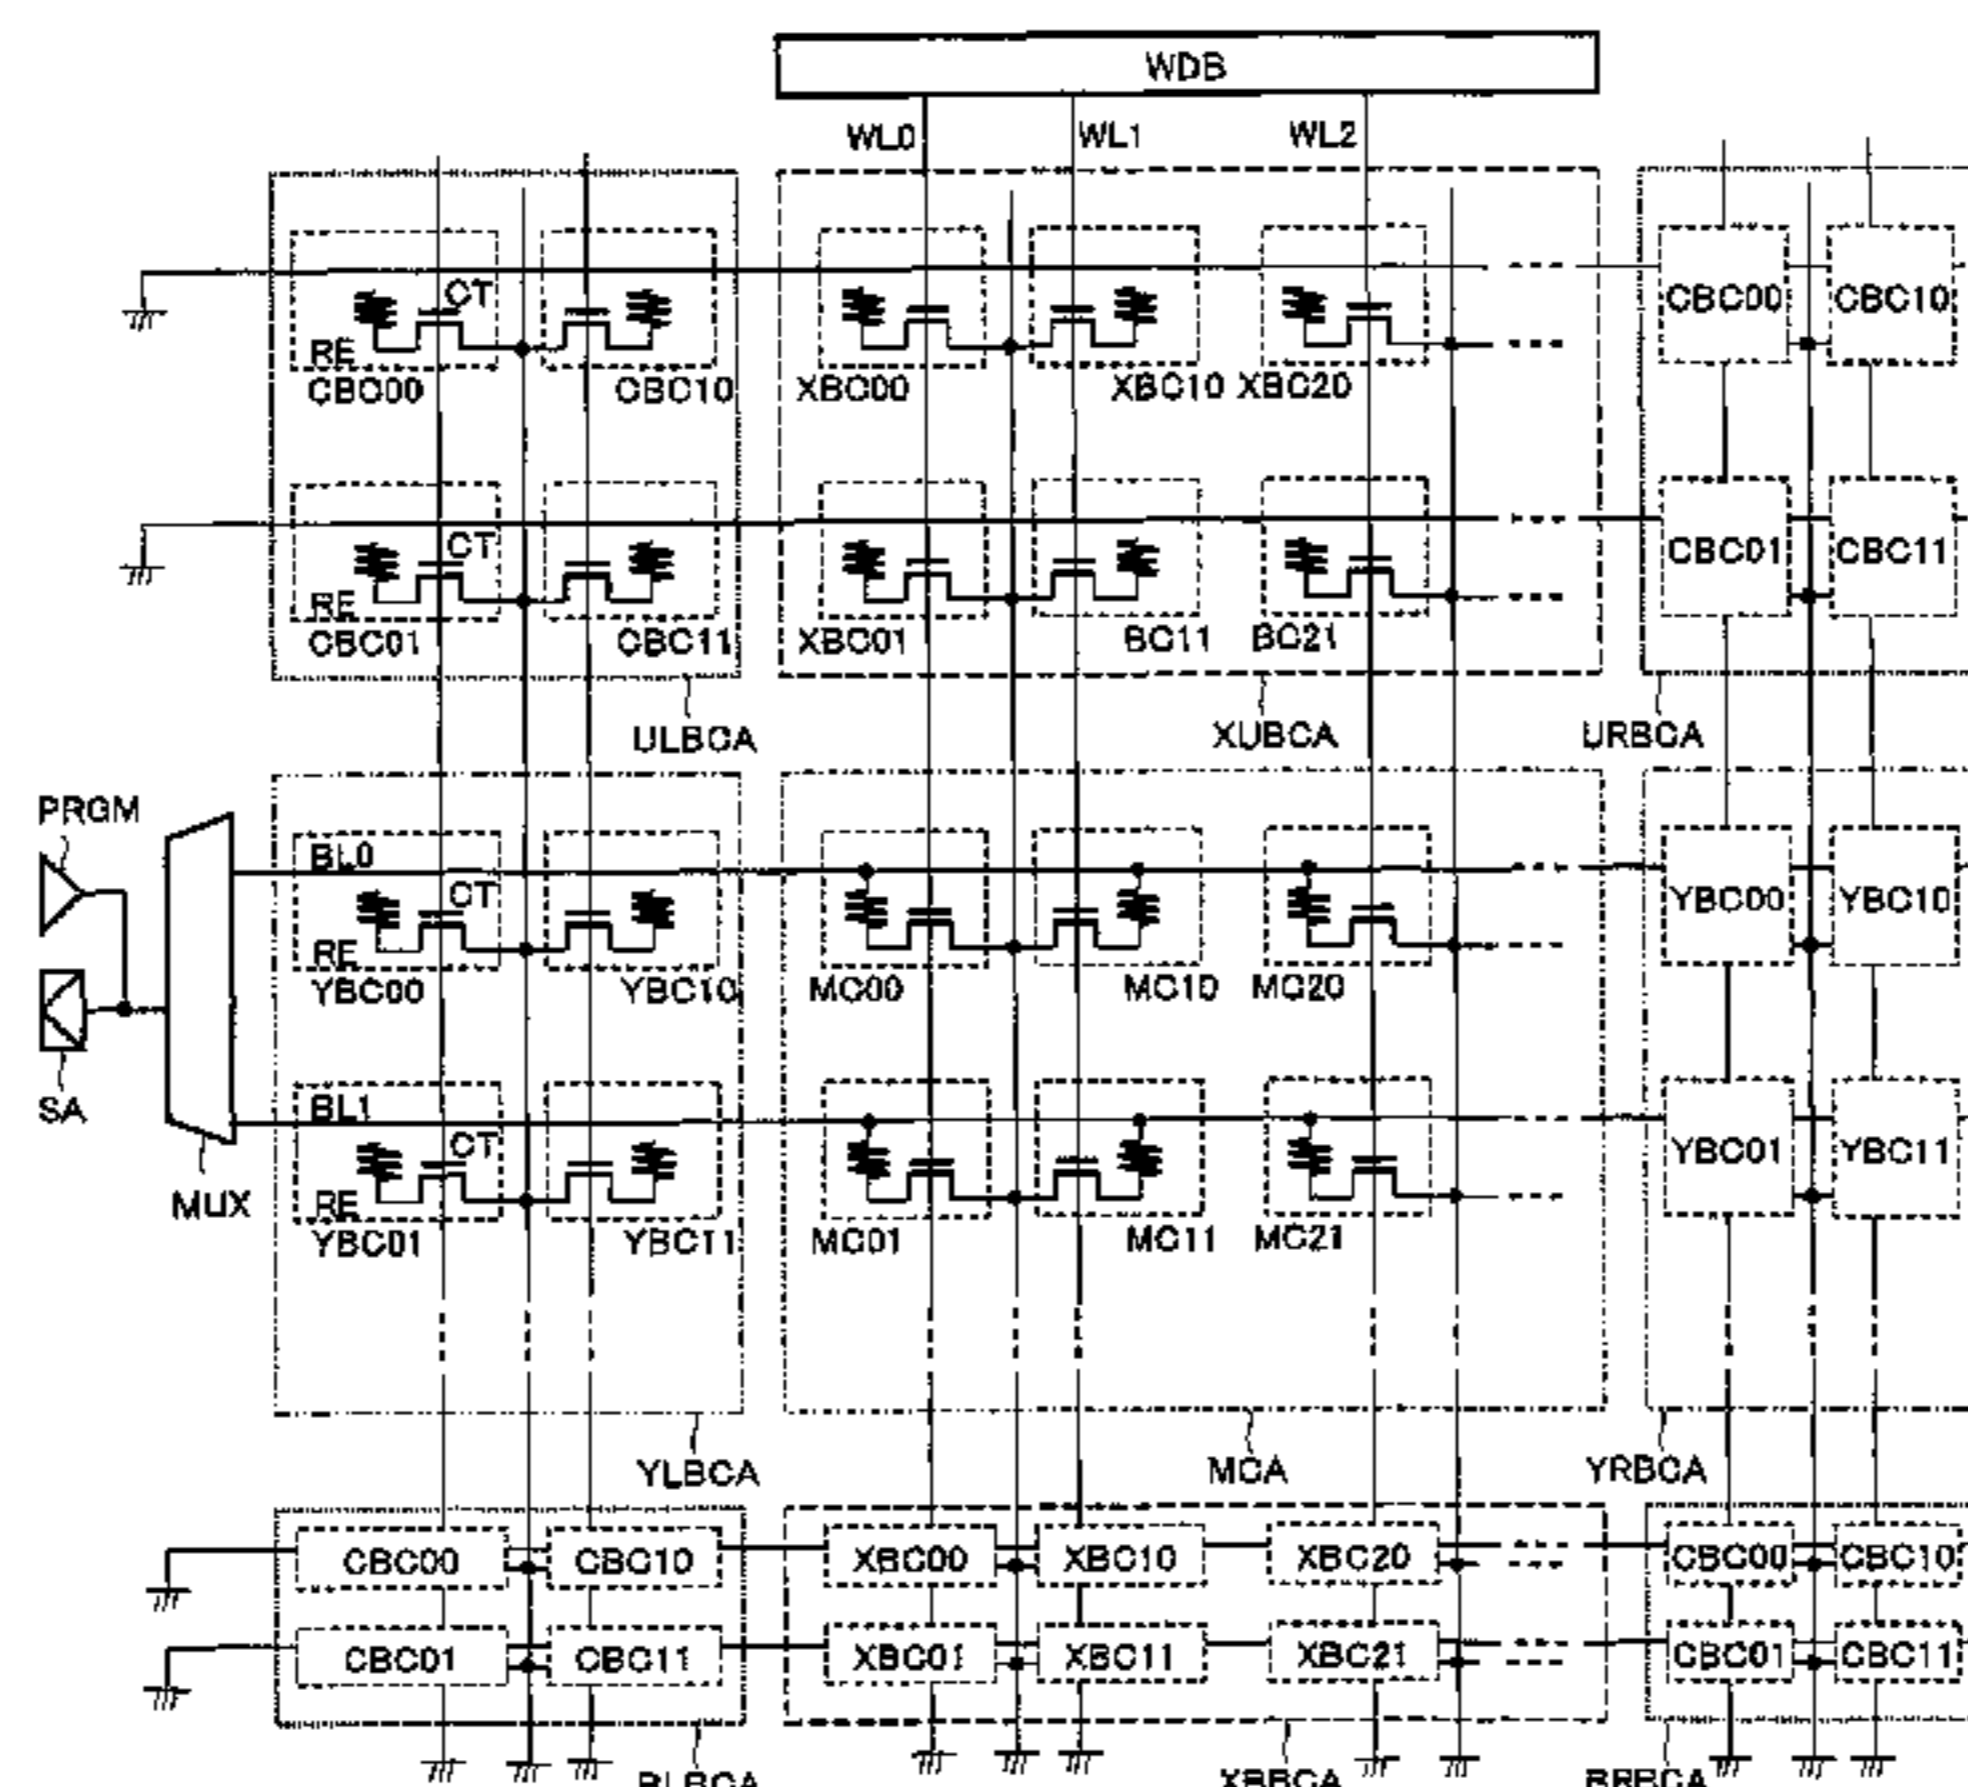 WDB
WL0 WL1 WL2
CT CBC00 CBC10
RE
CBC00 CBC10 XBC00 XBC10 XBC20
CT CBC01 CBC11
RE
CBC01 CBC11 XBC01 BC11 BC21
ULBCA XUBCA URBCA
PRGM
BL0
CT YBC00 YBC10
RE
YBC00 YBC10 MC00 MC10 MC20
SA BL1
CT YBC01 YBC11
MUX RE
YBC01 YBC11 MC01 MC11 MC21
YLBCA MCA YRBCA
CBC00 CBC10 XBC00 XBC10 XBC20 CBC00 CBC10
CBC01 CBC11 XBC01 XBC11 XBC21 CBC01 CBC11